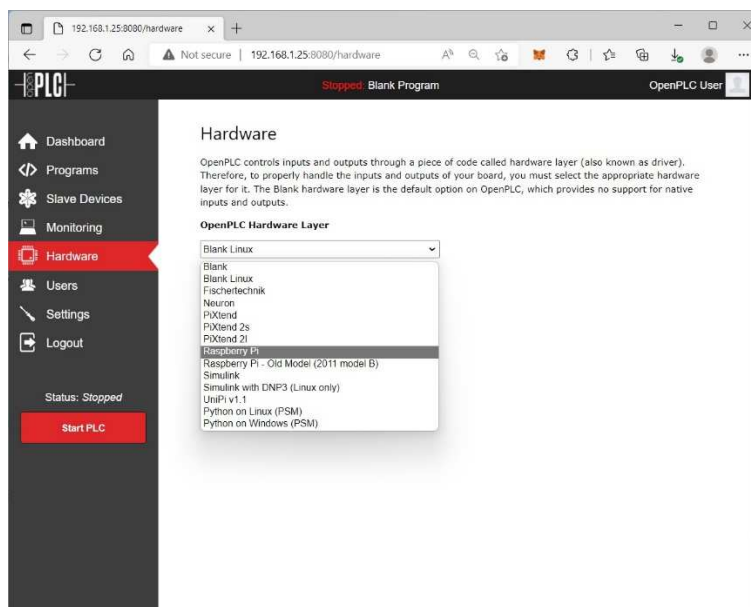 192.168.1.25:8080/hardware
Not secure | 192.168.1.25:8080/hardware
PLC
Stopped: Blank Program
OpenPLC User
Dashboard
Programs
Slave Devices
Monitoring
Hardware
Users
Settings
Logout
Status: Stopped
Start PLC
Hardware
OpenPLC controls inputs and outputs through a piece of code called hardware layer (also known as driver).
Therefore, to properly handle the inputs and outputs of your board, you must select the appropriate hardware
layer for it. The Blank hardware layer is the default option on OpenPLC, which provides no support for native
inputs and outputs.
OpenPLC Hardware Layer
Blank Linux
Blank
Blank Linux
Fischertechnik
Neuron
PiXtend
PiXtend 2s
PiXtend 2l
Raspberry Pi
Raspberry Pi - Old Model (2011 model B)
Simulink
Simulink with DNP3 (Linux only)
UniPi v1.1
Python on Linux (PSM)
Python on Windows (PSM)